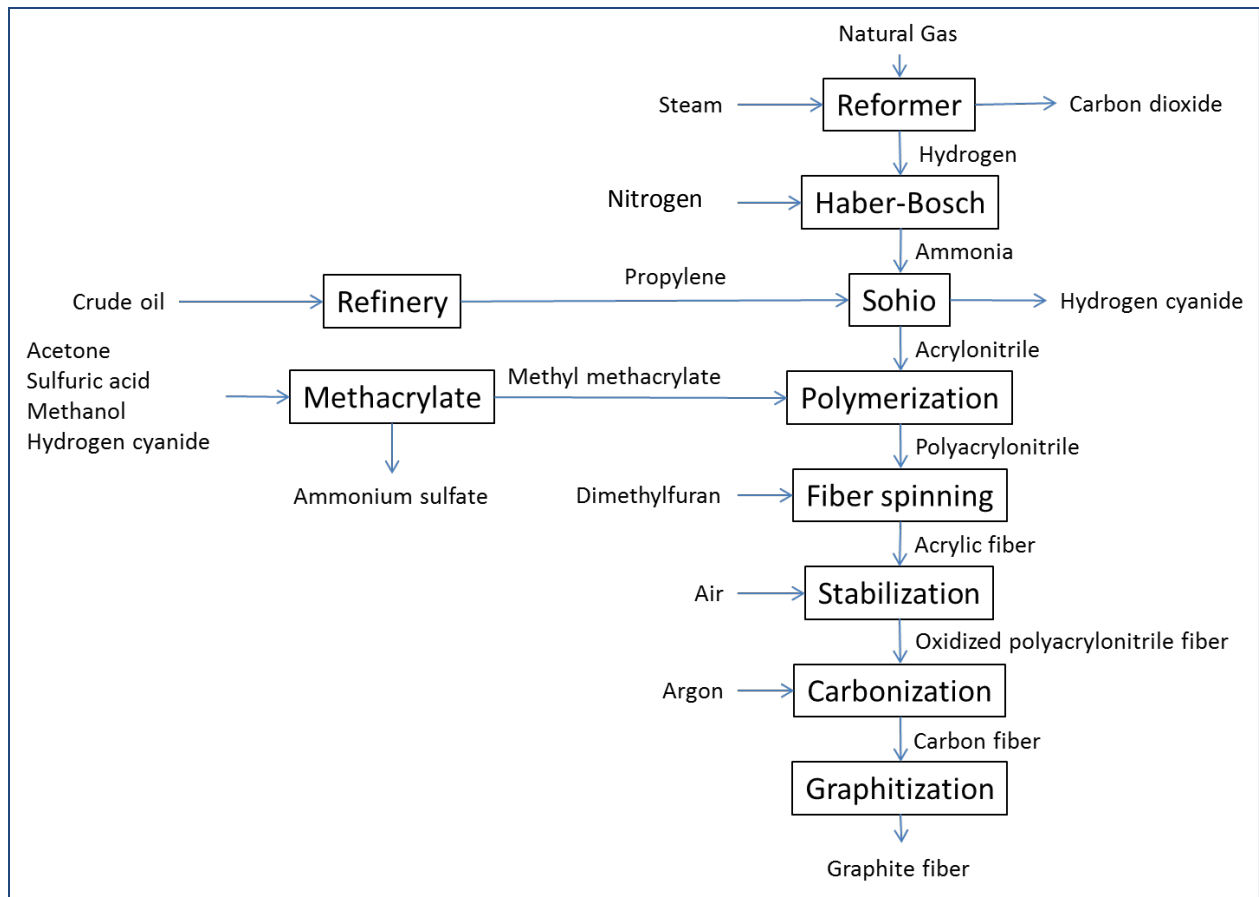 Natural Gas
Steam
Reformer
Carbon dioxide
Hydrogen
Nitrogen
Haber-Bosch
Ammonia
Propylene
Crude oil
Refinery
Sohio
Hydrogen cyanide
Acetone
Sulfuric acid
Methanol
Hydrogen cyanide
Methacrylate
Methyl methacrylate
Acrylonitrile
Polymerization
Ammonium sulfate
Polyacrylonitrile
Dimethylfuran
Fiber spinning
Acrylic fiber
Air
Stabilization
Oxidized polyacrylonitrile fiber
Argon
Carbonization
Carbon fiber
Graphitization
Graphite fiber